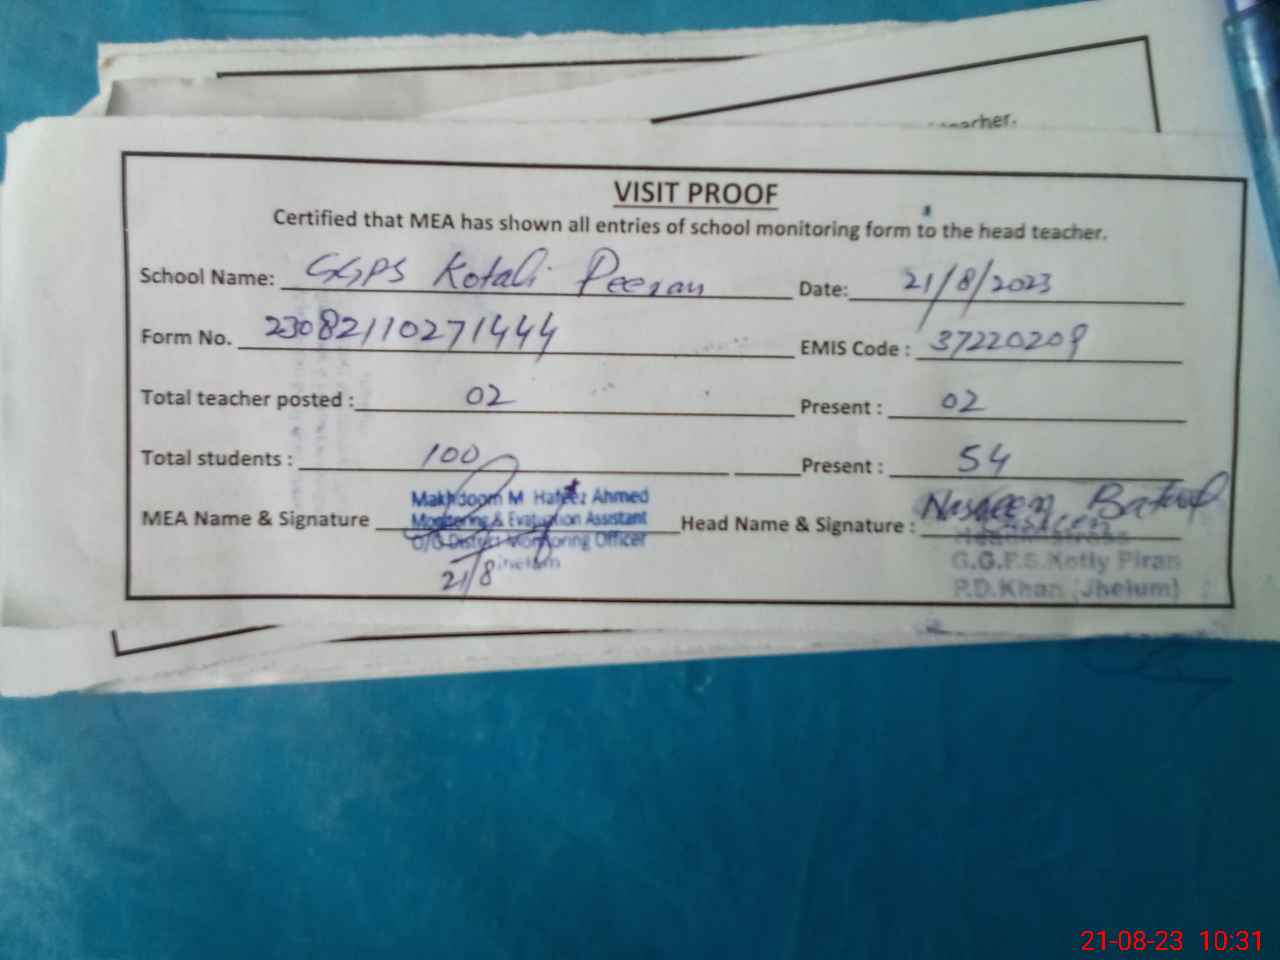 VISIT PROOF
Certified that MEA has shown all entries of school monitoring form to the head teacher.
School Name: GGPS Kotali Peeran Date: 21/8/2023
Form No. 23082110271444 EMIS Code : 37220209
Total teacher posted : 02 Present : 02
Total students : 100 Present : 54
MEA Name & Signature Makhdoom M Hafeez Ahmed Head Name & Signature : Nasreen Batool
Monitoring & Evaluation Assistant
O/O District Monitoring Officer
Jhelum
21/8
Headmistress
G.G.P.S.Kotly Piran
P.D.Khan (Jhelum)
21-08-23 10:31